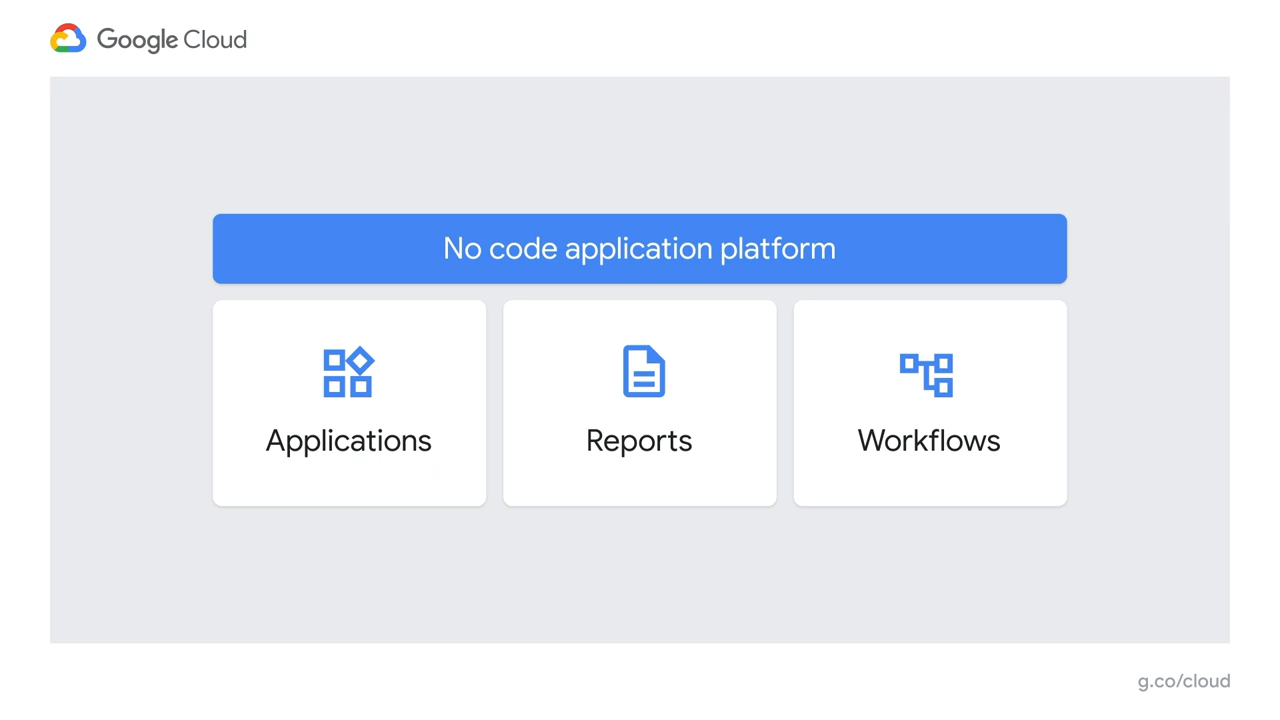 Google Cloud
No code application platform
Applications
Reports
Workflows
g.co/cloud